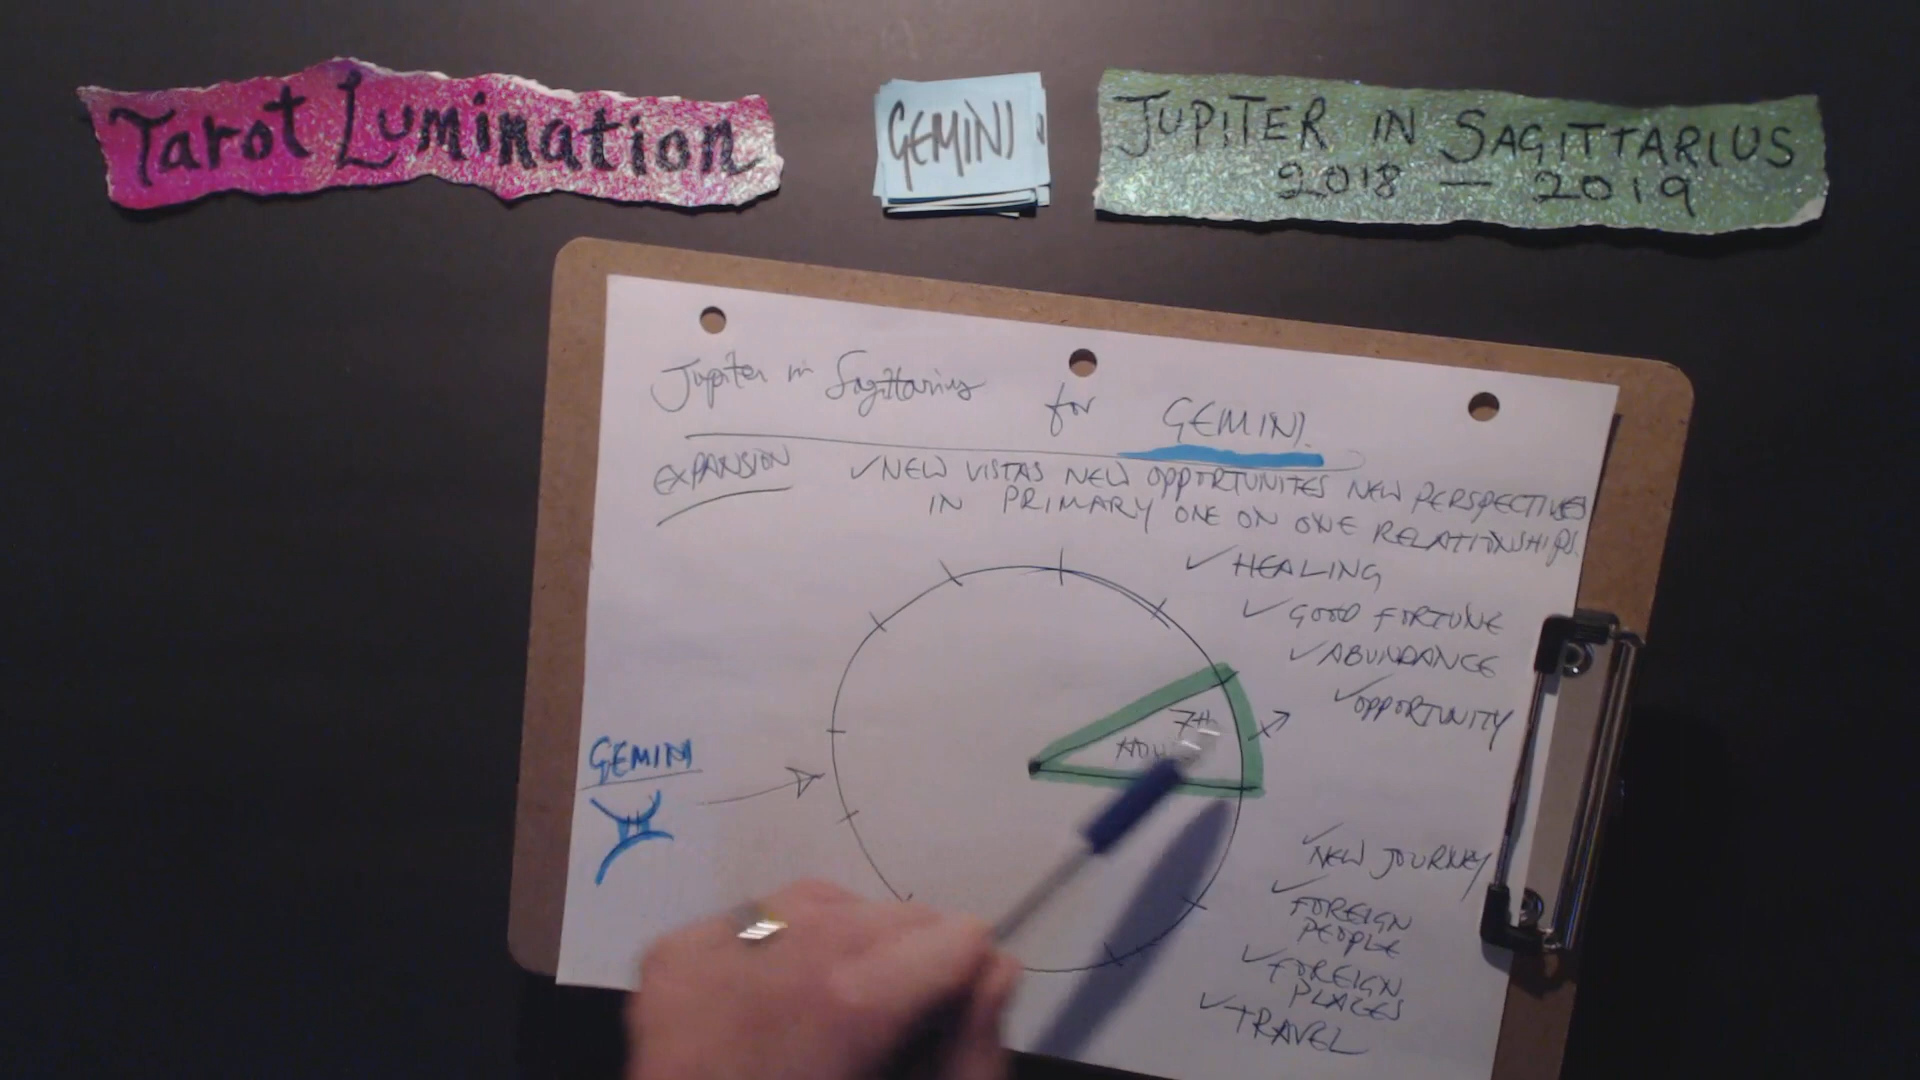 Tarot Lumination
GEMINI
JUPITER IN SAGITTARIUS
2018 — 2019
Jupiter in Sagittarius for GEMINI.
EXPANSION
✓NEW VISTAS NEW OPPORTUNITES NEW PERSPECTIVES
IN PRIMARY ONE ON ONE RELATIONSHIPS.
✓HEALING
✓GOOD FORTUNE
✓ABUNDANCE
✓OPPORTUNITY
7th
GEMINI
✓NEW JOURNEY
✓FOREIGN
PEOPLE
✓FOREIGN
PLACES
✓TRAVEL